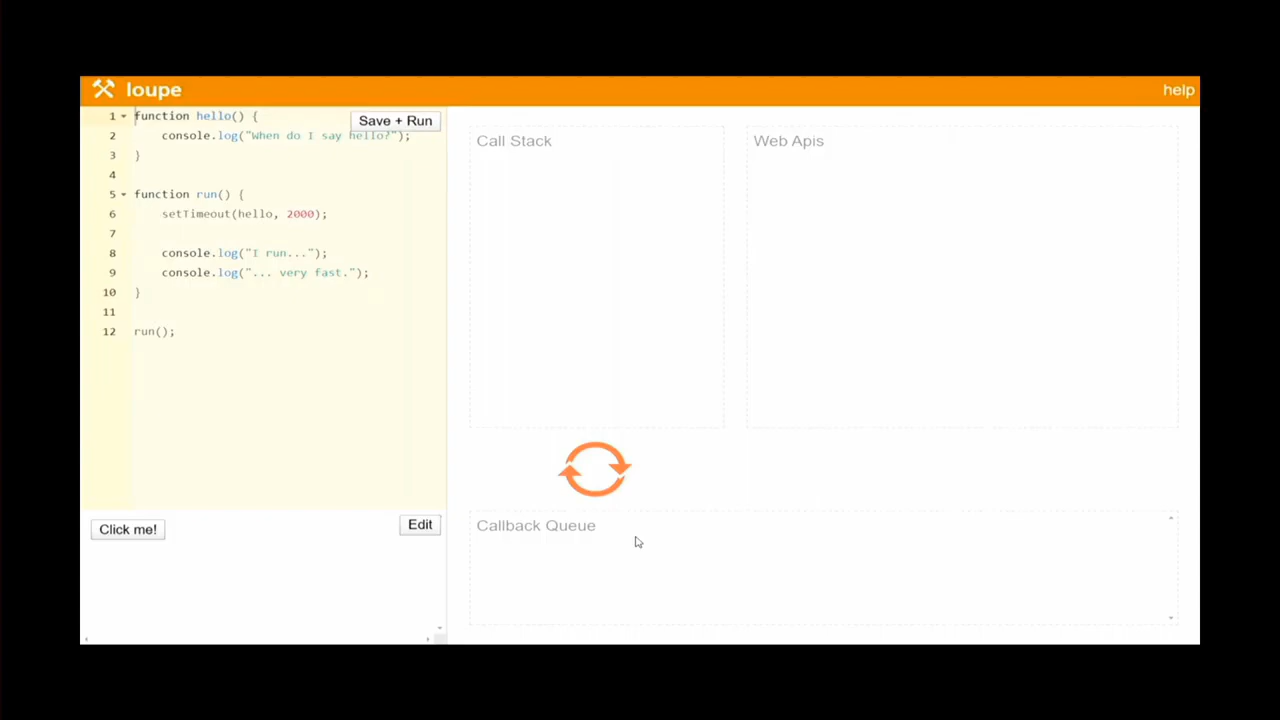 loupe
help
1 function hello() {
Save + Run
2 console.log("When do I say hello?");
3 }
4
5 function run() {
6 setTimeout(hello, 2000);
7
8 console.log("I run...");
9 console.log("... very fast.");
10 }
11
12 run();
Call Stack
Web Apis
Click me!
Edit
Callback Queue